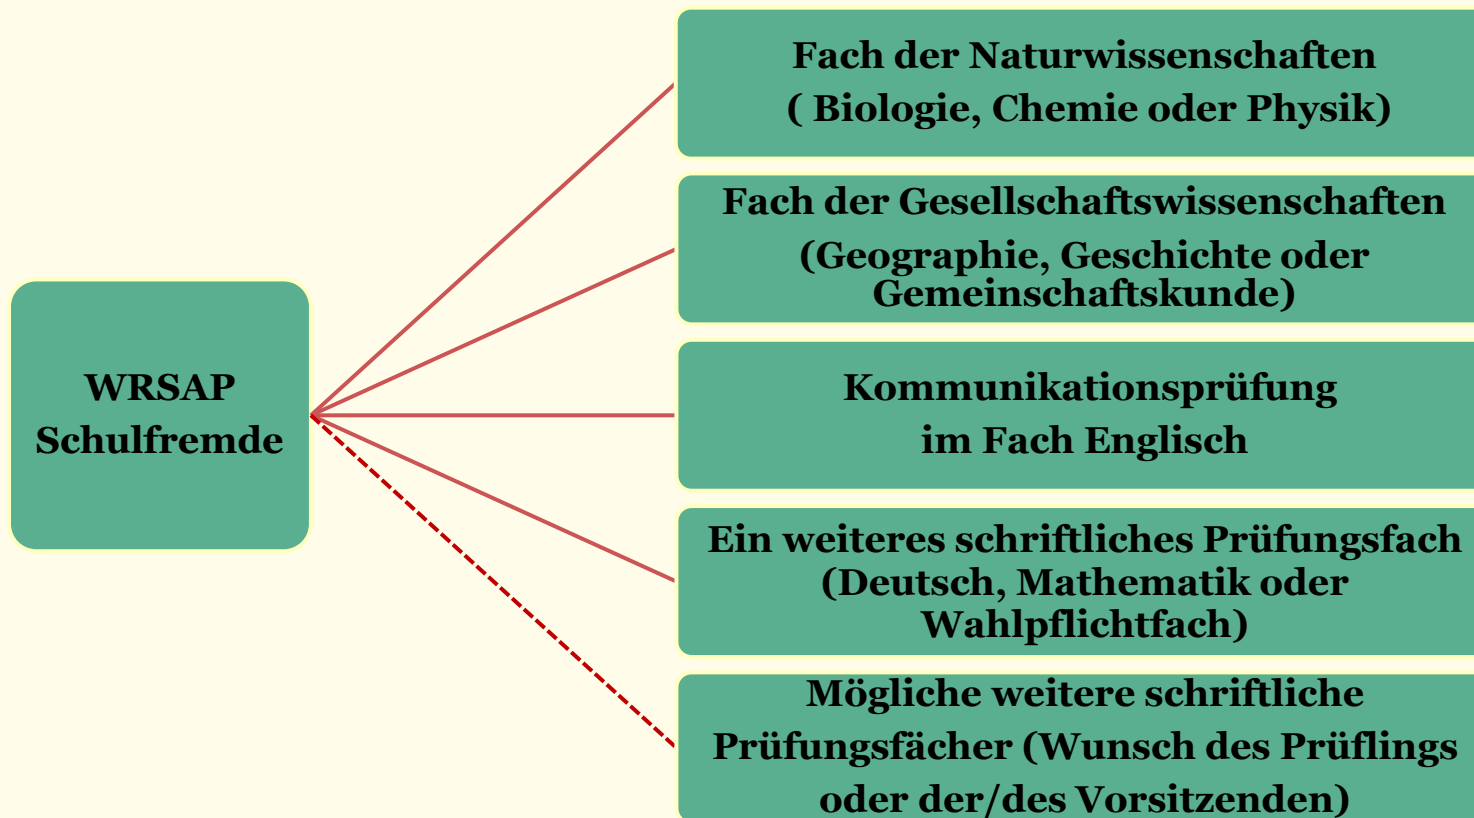 WRSAP
Schulfremde
Fach der Naturwissenschaften
( Biologie, Chemie oder Physik)
Fach der Gesellschaftswissenschaften
(Geographie, Geschichte oder
Gemeinschaftskunde)
Kommunikationsprüfung
im Fach Englisch
Ein weiteres schriftliches Prüfungsfach
(Deutsch, Mathematik oder
Wahlpflichtfach)
Mögliche weitere schriftliche
Prüfungsfächer (Wunsch des Prüflings
oder der/des Vorsitzenden)